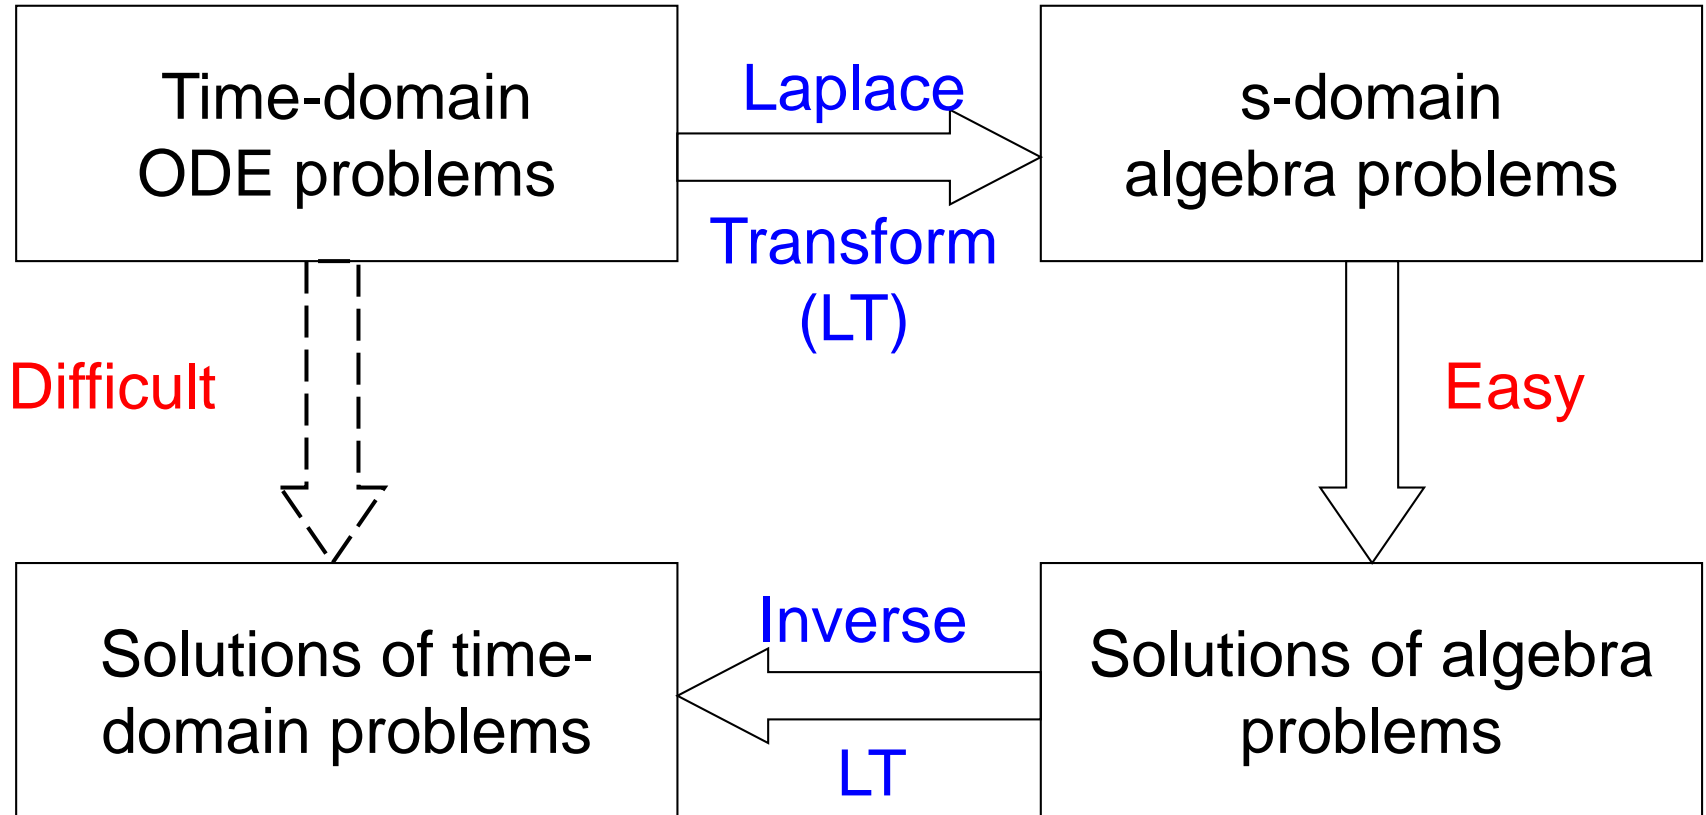 Time-domain
ODE problems
Laplace
Transform
(LT)
s-domain
algebra problems
Difficult
Easy
Solutions of time-
domain problems
Inverse
LT
Solutions of algebra
problems